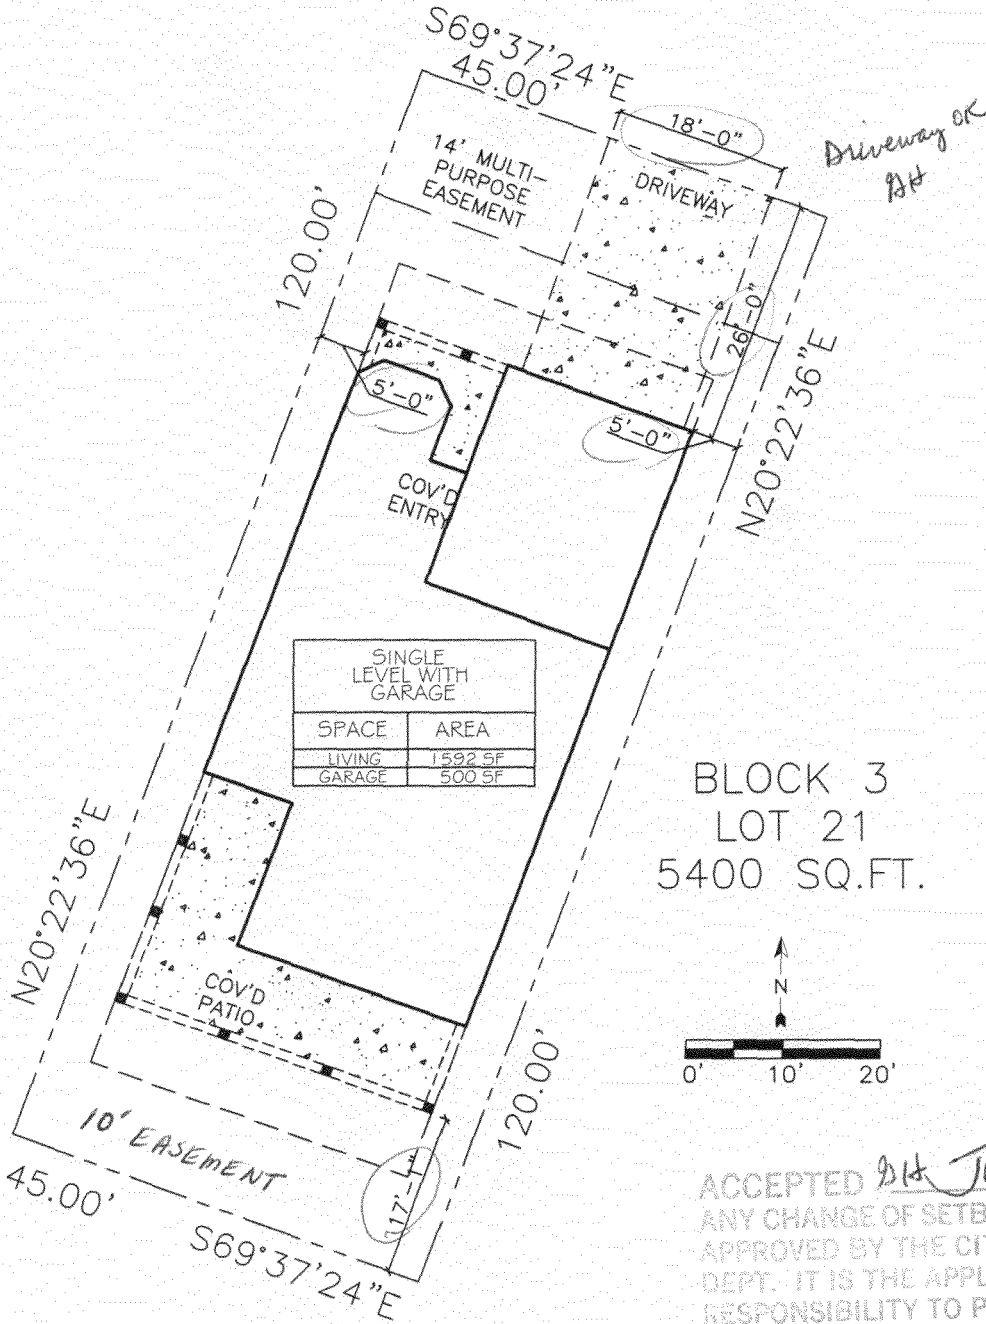 S69°37'24"E
45.00'
18'-0"
Driveway OK
14' MULTI-
PURPOSE
EASEMENT
DRIVEWAY
120.00'
26'-0"
N20°22'36"E
5'-0"
5'-0"
COV'D
ENTRY
SINGLE
LEVEL WITH
GARAGE
SPACE AREA
LIVING 1592 SF
GARAGE 500 SF
BLOCK 3
LOT 21
5400 SQ.FT.
N20°22'36"E
COV'D
PATIO
N
0' 10' 20'
120.00'
10' EASEMENT
17'-1"
45.00'
S69°37'24"E
ACCEPTED
ANY CHANGE OF SETB
APPROVED BY THE CI
DEPT. IT IS THE APPL
RESPONSIBILITY TO P